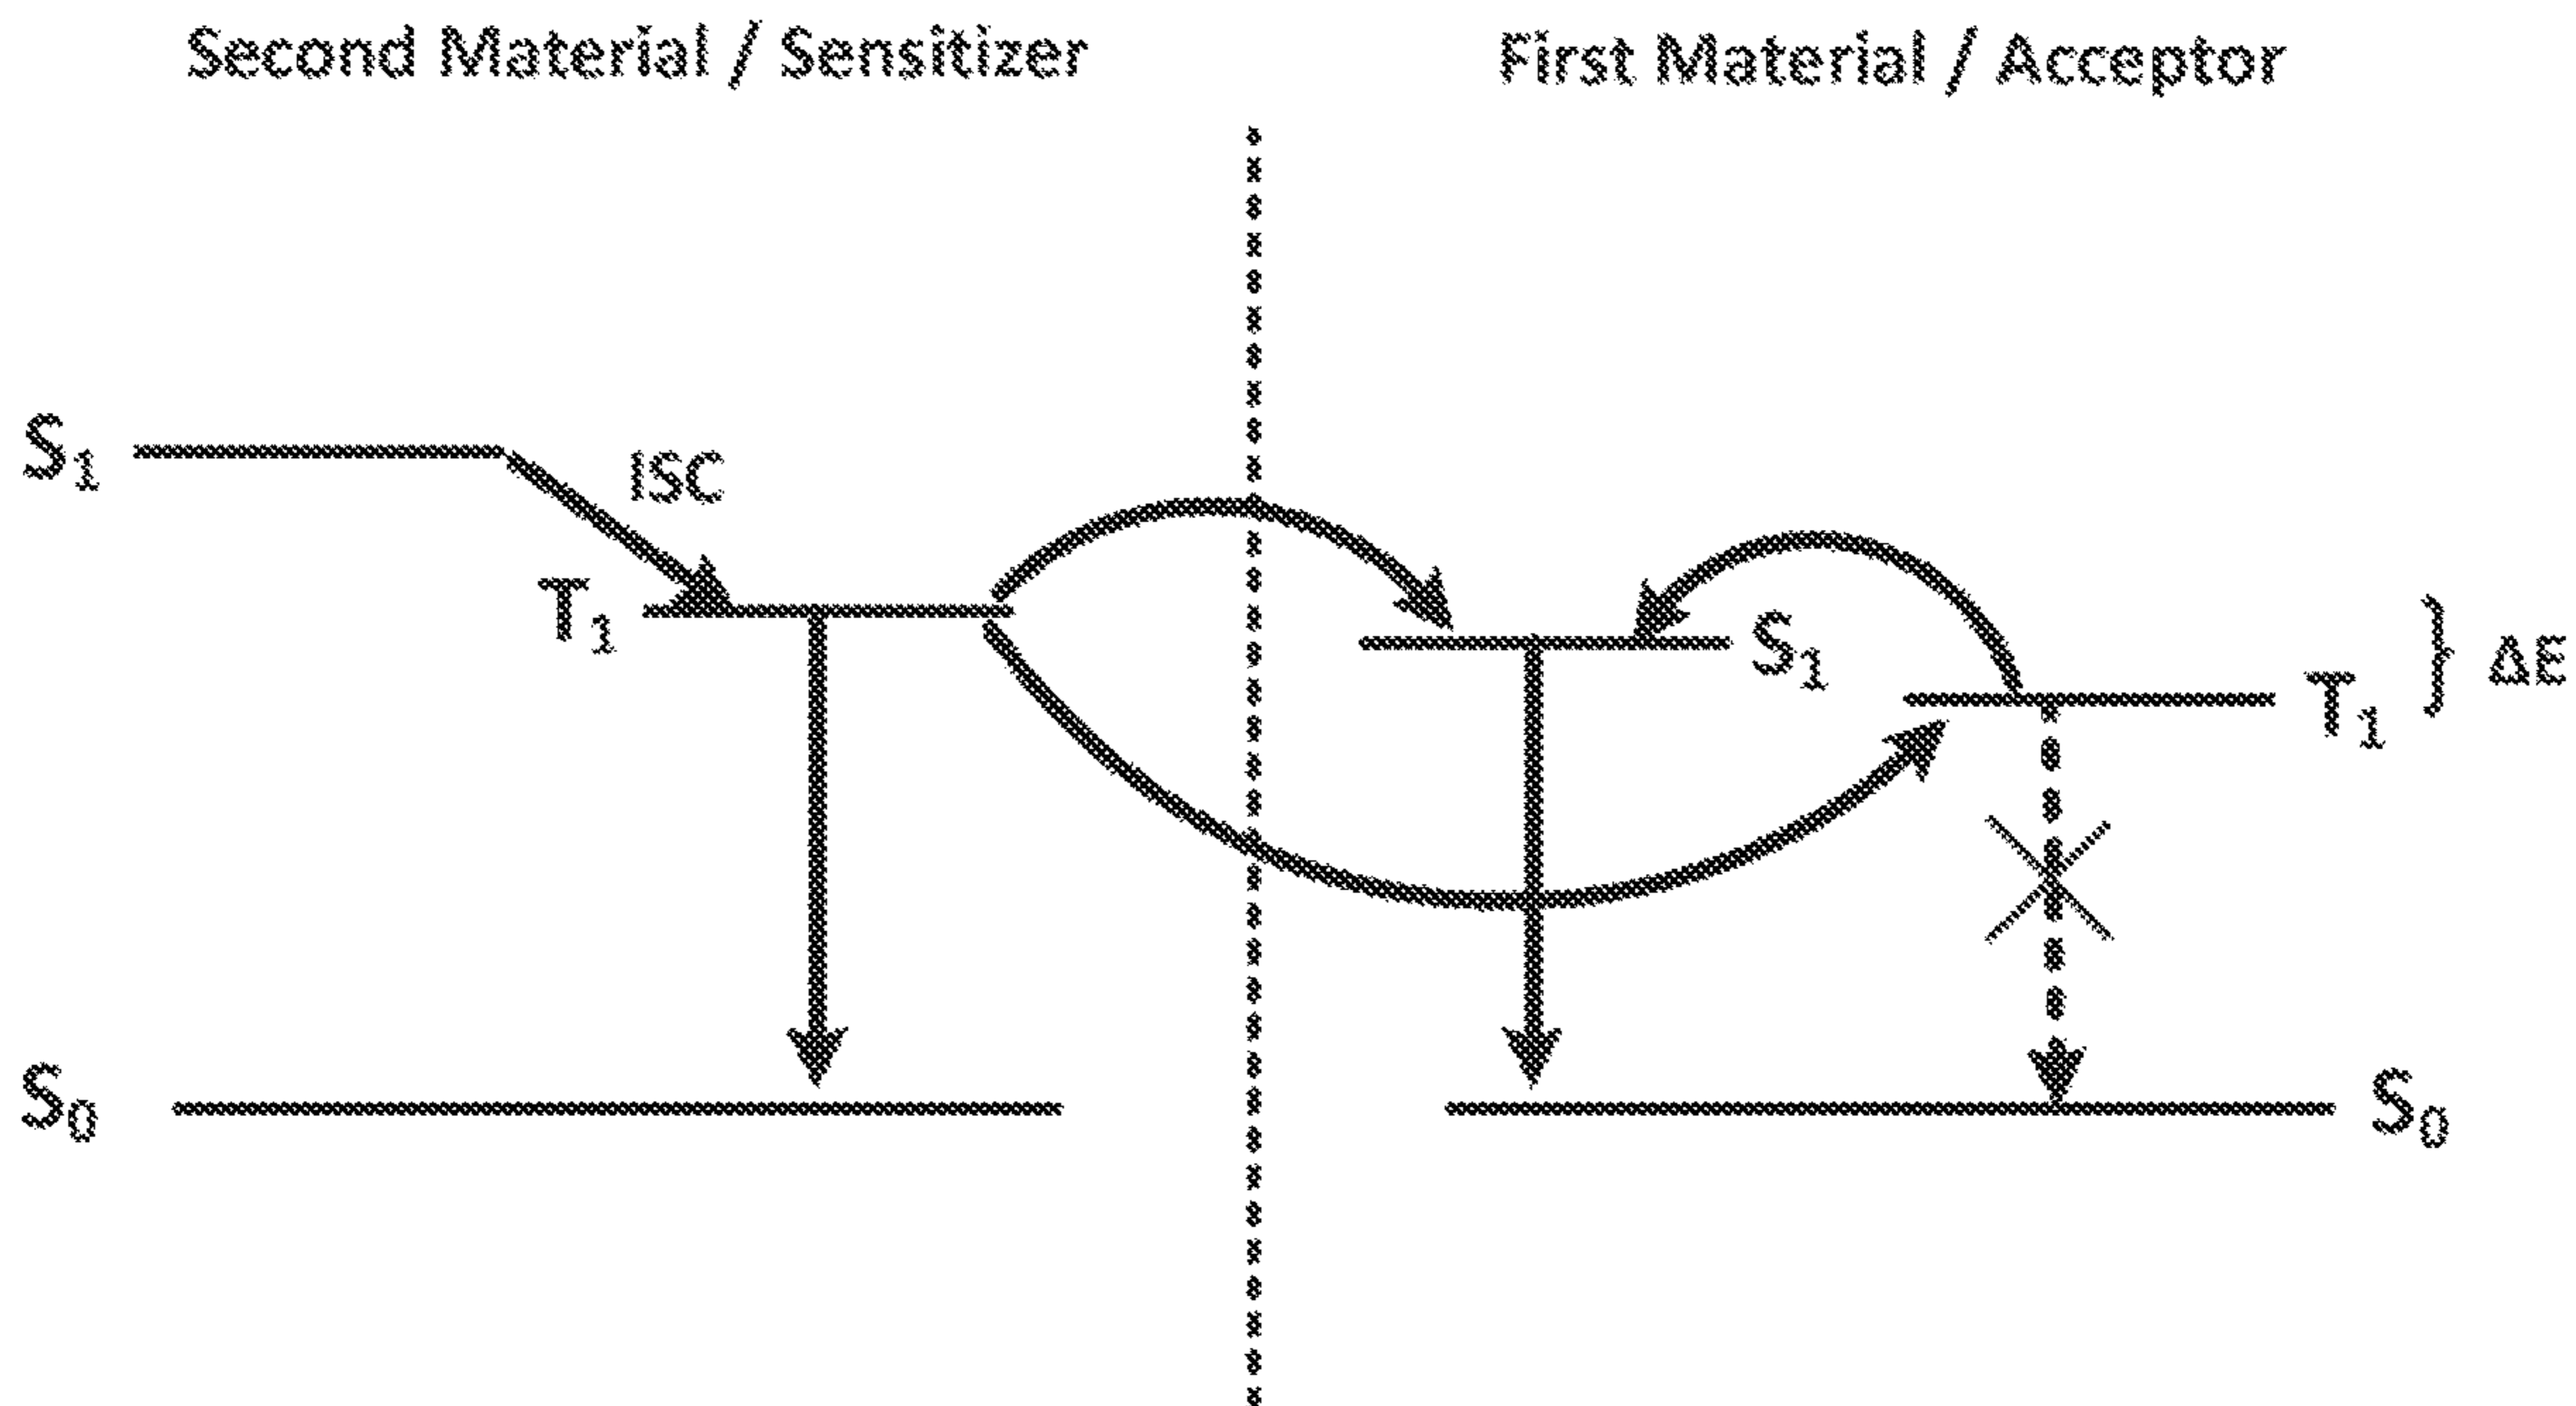 Second Material / Sensitizer
First Material / Acceptor
S1
ISC
T1
S1
T1
} ΔE
S0
S0